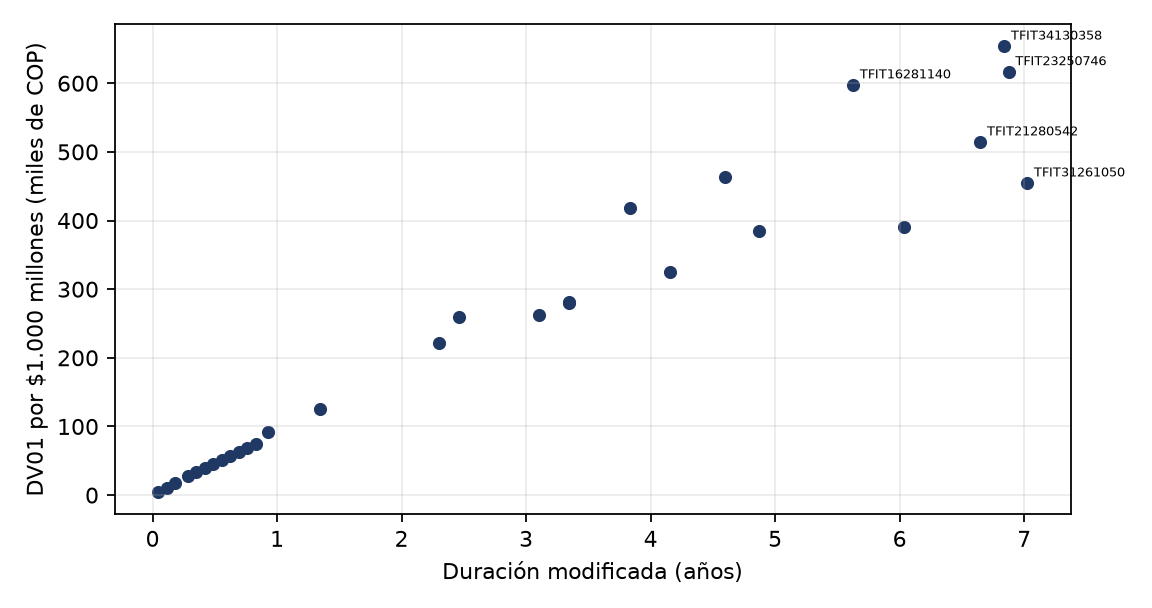 DV01 por $1.000 millones (miles de COP)
600
500
400
300
200
100
0
TFIT34130358
TFIT23250746
TFIT16281140
TFIT21280542
TFIT31261050
0 1 2 3 4 5 6 7
Duración modificada (años)